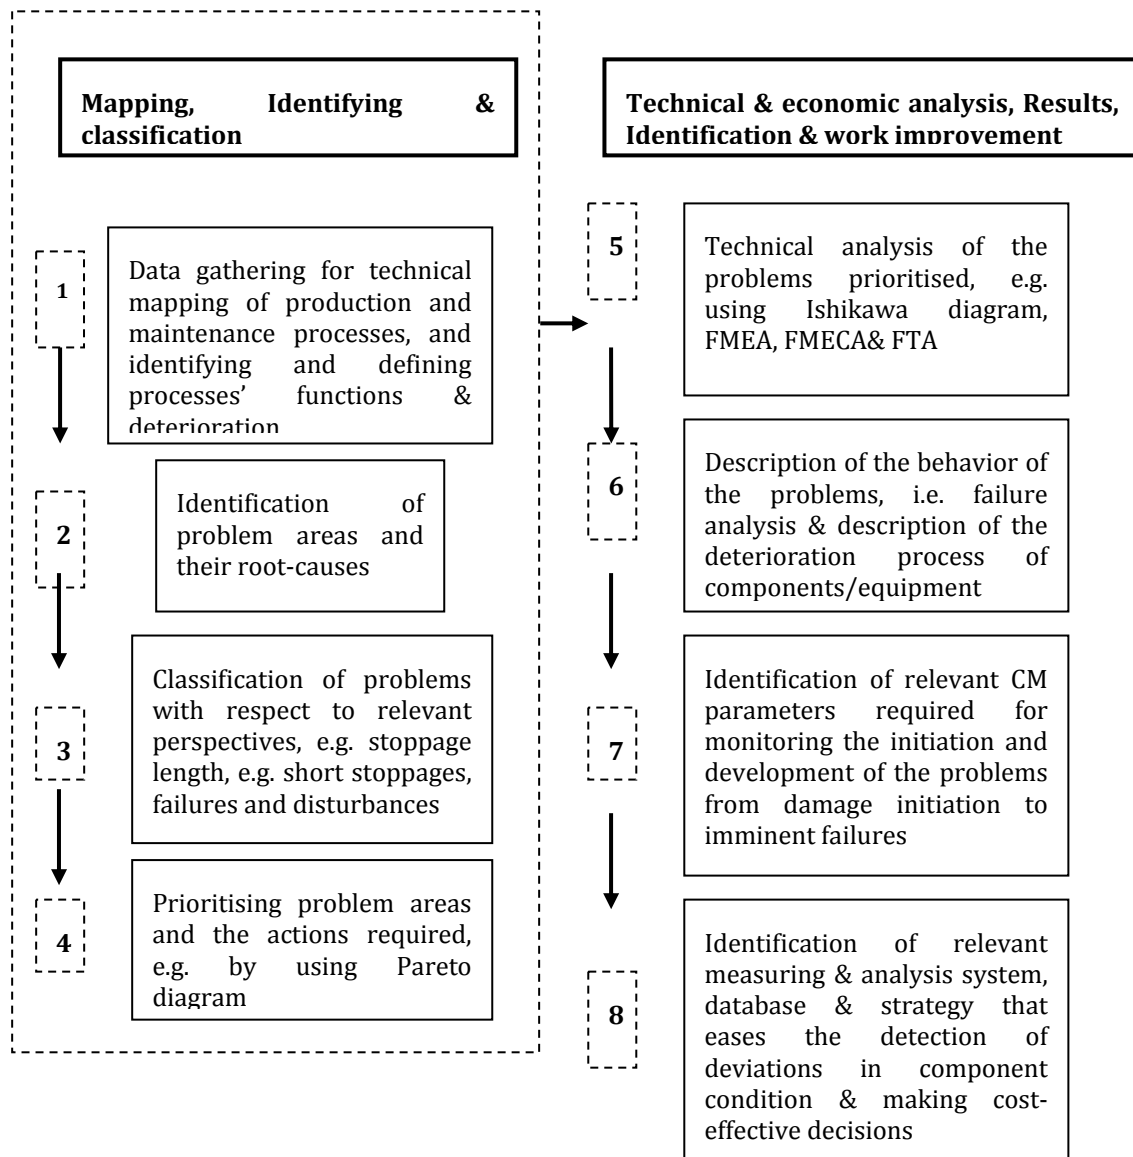 Mapping, Identifying &
classification
1
Data gathering for technical
mapping of production and
maintenance processes, and
identifying and defining
processes’ functions &
deterioration
2
Identification of
problem areas and
their root-causes
3
Classification of problems
with respect to relevant
perspectives, e.g. stoppage
length, e.g. short stoppages,
failures and disturbances
4
Prioritising problem areas
and the actions required,
e.g. by using Pareto
diagram
Technical & economic analysis, Results,
Identification & work improvement
5
Technical analysis of the
problems prioritised, e.g.
using Ishikawa diagram,
FMEA, FMECA& FTA
6
Description of the behavior of
the problems, i.e. failure
analysis & description of the
deterioration process of
components/equipment
7
Identification of relevant CM
parameters required for
monitoring the initiation and
development of the problems
from damage initiation to
imminent failures
8
Identification of relevant
measuring & analysis system,
database & strategy that
eases the detection of
deviations in component
condition & making cost-
effective decisions